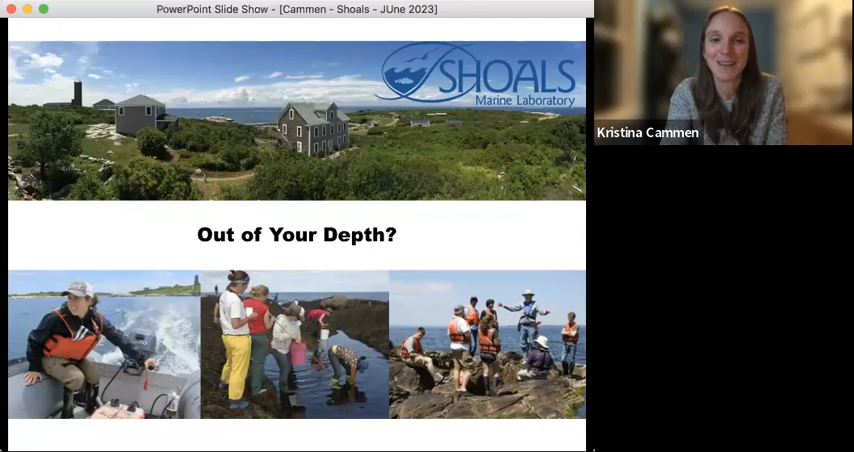 PowerPoint Slide Show - [Cammen - Shoals - JUne 2023]
SHOALS
Marine Laboratory
Kristina Cammen
Out of Your Depth?